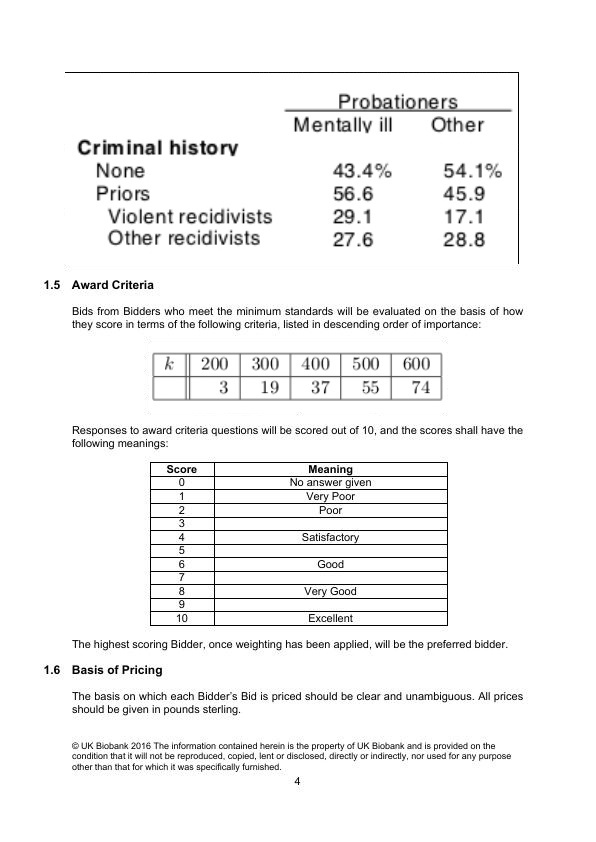 Probationers
Mentally ill Other
Criminal history
None 43.4% 54.1%
Priors 56.6 45.9
Violent recidivists 29.1 17.1
Other recidivists 27.6 28.8
1.5 Award Criteria
Bids from Bidders who meet the minimum standards will be evaluated on the basis of how
they score in terms of the following criteria, listed in descending order of importance:
k 200 300 400 500 600
3 19 37 55 74
Responses to award criteria questions will be scored out of 10, and the scores shall have the
following meanings:
Score Meaning
0 No answer given
1 Very Poor
2 Poor
3
4 Satisfactory
5
6 Good
7
8 Very Good
9
10 Excellent
The highest scoring Bidder, once weighting has been applied, will be the preferred bidder.
1.6 Basis of Pricing
The basis on which each Bidder's Bid is priced should be clear and unambiguous. All prices
should be given in pounds sterling.
© UK Biobank 2016 The information contained herein is the property of UK Biobank and is provided on the
condition that it will not be reproduced, copied, lent or disclosed, directly or indirectly, nor used for any purpose
other than that for which it was specifically furnished.
4